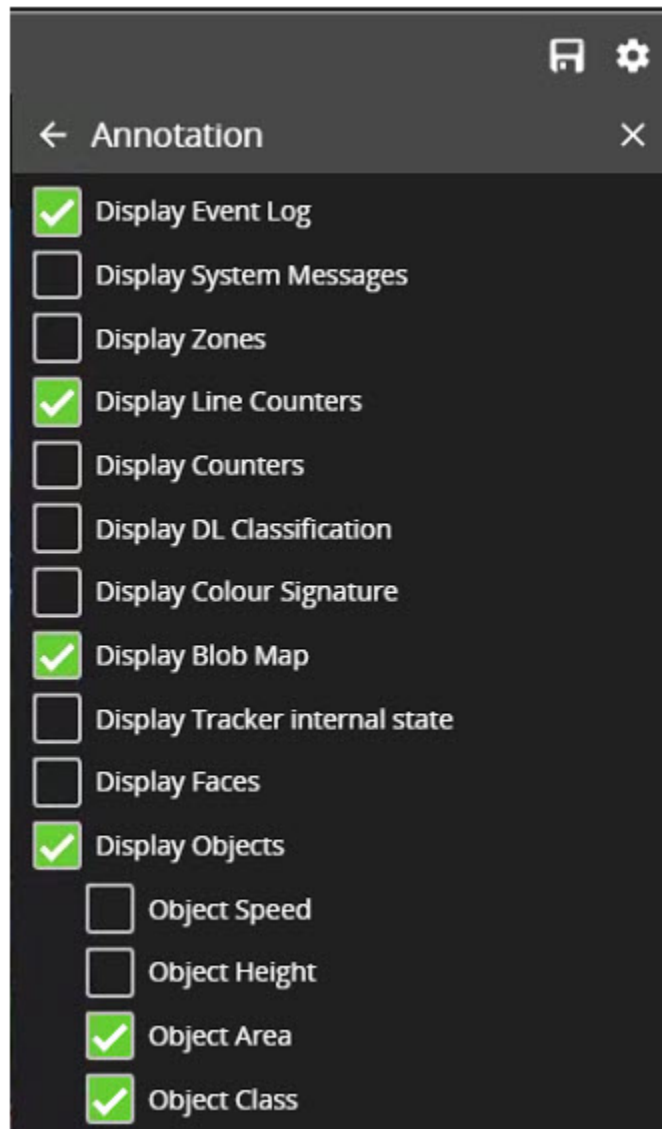 Annotation
Display Event Log
Display System Messages
Display Zones
Display Line Counters
Display Counters
Display DL Classification
Display Colour Signature
Display Blob Map
Display Tracker internal state
Display Faces
Display Objects
Object Speed
Object Height
Object Area
Object Class